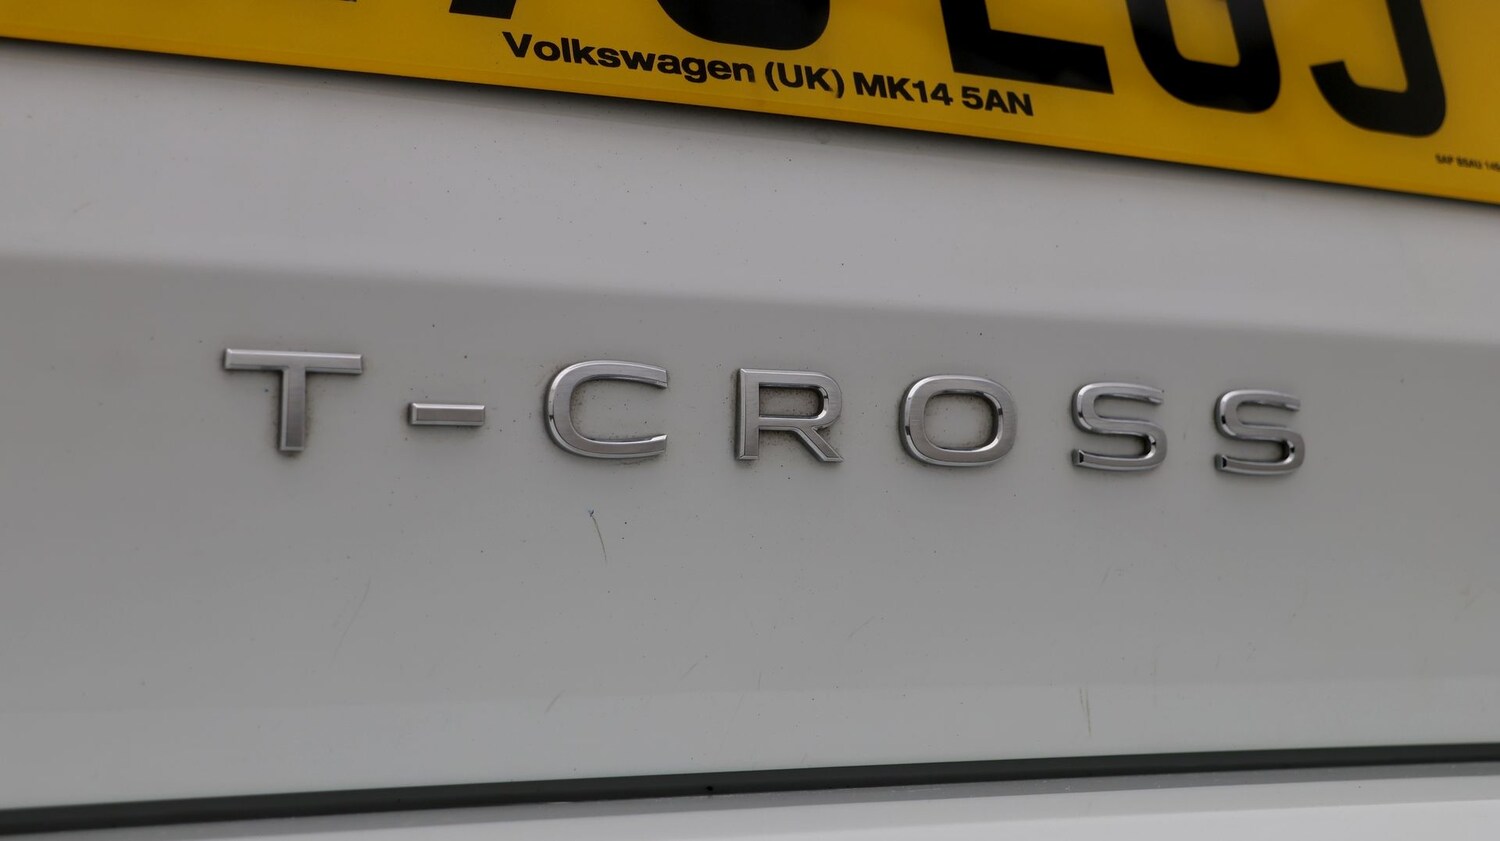 Volkswagen (UK) MK14 5AN
T-CROSS